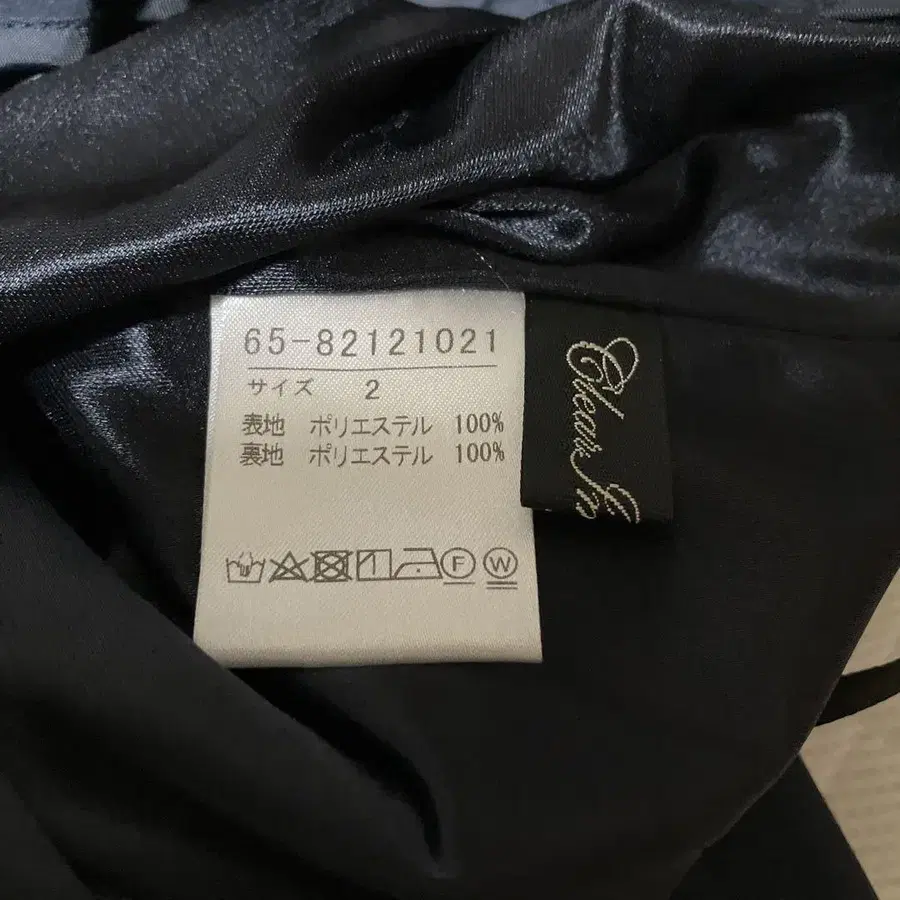 65-82121021
サイズ 2
表地 ポリエステル 100%
裏地 ポリエステル 100%
F W
Clear